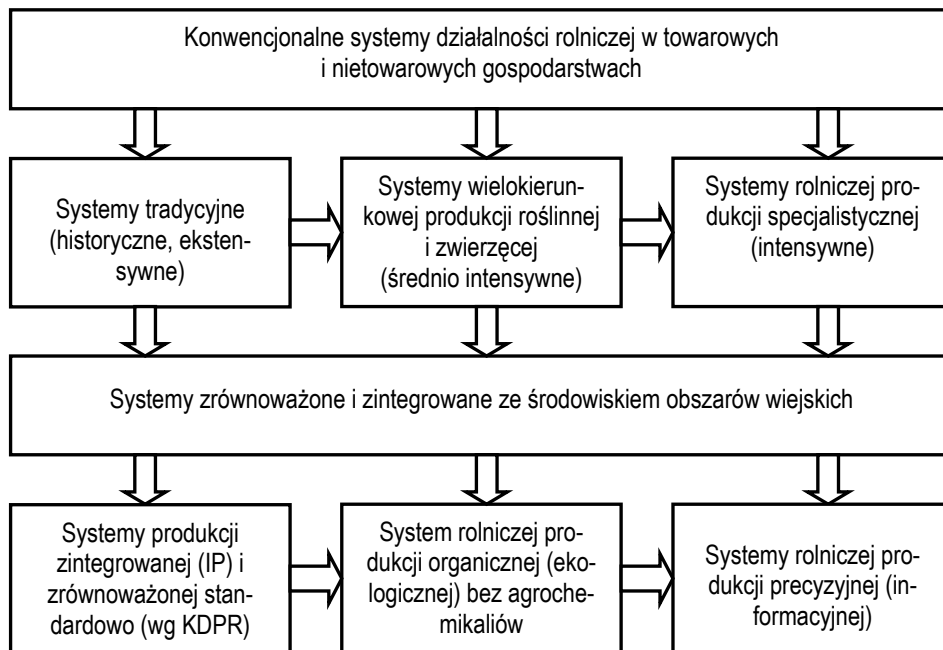 Konwencjonalne systemy działalności rolniczej w towarowych
i nietowarowych gospodarstwach
Systemy tradycyjne
(historyczne, eksten-
sywne)
Systemy wielokierun-
kowej produkcji roślinnej
i zwierzęcej
(średnio intensywne)
Systemy rolniczej pro-
dukcji specjalistycznej
(intensywne)
Systemy zrównoważone i zintegrowane ze środowiskiem obszarów wiejskich
Systemy produkcji
zintegrowanej (IP) i
zrównoważonej stan-
dardowo (wg KDPR)
System rolniczej pro-
dukcji organicznej (eko-
logicznej) bez agroche-
mikaliów
Systemy rolniczej pro-
dukcji precyzyjnej (in-
formacyjnej)